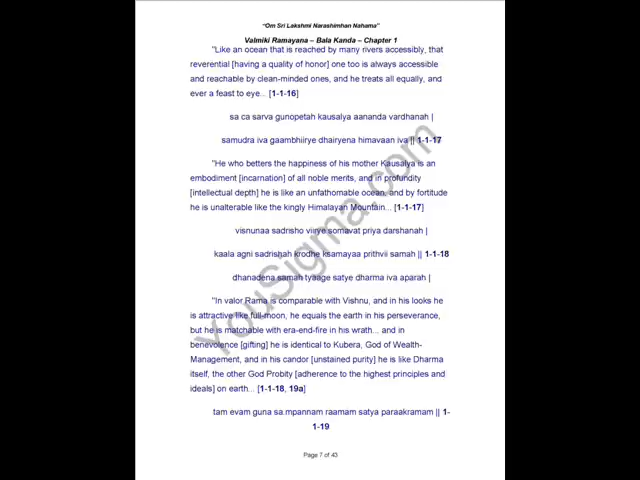 "Om Sri Lakshmi Narashimhan Nahama"
Valmiki Ramayana – Bala Kanda – Chapter 1
"Like an ocean that is reached by many rivers accessibly, that
reverential [having a quality of honor] one too is always accessible
and reachable by clean-minded ones, and he treats all equally, and
ever a feast to eye... [1-1-16]
sa ca sarva gunopetah kausalya aananda vardhanah |
samudra iva gaambhiirye dhairyena himavaan iva || 1-1-17
"He who betters the happiness of his mother Kausalya is an
embodiment [incarnation] of all noble merits, and in profundity
[intellectual depth] he is like an unfathomable ocean, and by fortitude
he is unalterable like the kingly Himalayan Mountain... [1-1-17]
visnunaa sadrisho viirye somavat priya darshanah |
kaala agni sadrishah krodhe ksamayaa prithvii samah || 1-1-18
dhanadena samah tyaage satye dharma iva aparah |
"In valor Rama is comparable with Vishnu, and in his looks he
is attractive like full-moon, he equals the earth in his perseverance,
but he is matchable with era-end-fire in his wrath... and in
benevolence [gifting] he is identical to Kubera, God of Wealth-
Management, and in his candor [unstained purity] he is like Dharma
itself, the other God Probity [adherence to the highest principles and
ideals] on earth... [1-1-18, 19a]
tam evam guna sa.mpannam raamam satya paraakramam || 1-
1-19
Page 7 of 43
YouSigma.com